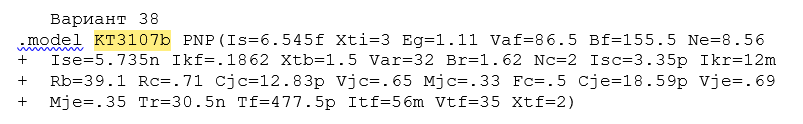 Вариант 38
.model KT3107b PNP(Is=6.545f Xti=3 Eg=1.11 Vaf=86.5 Bf=155.5 Ne=8.56
+ Ise=5.735n Ikf=.1862 Xtb=1.5 Var=32 Br=1.62 Nc=2 Isc=3.35p Ikr=12m
+ Rb=39.1 Rc=.71 Cjc=12.83p Vjc=.65 Mjc=.33 Fc=.5 Cje=18.59p Vje=.69
+ Mje=.35 Tr=30.5n Tf=477.5p Itf=56m Vtf=35 Xtf=2)